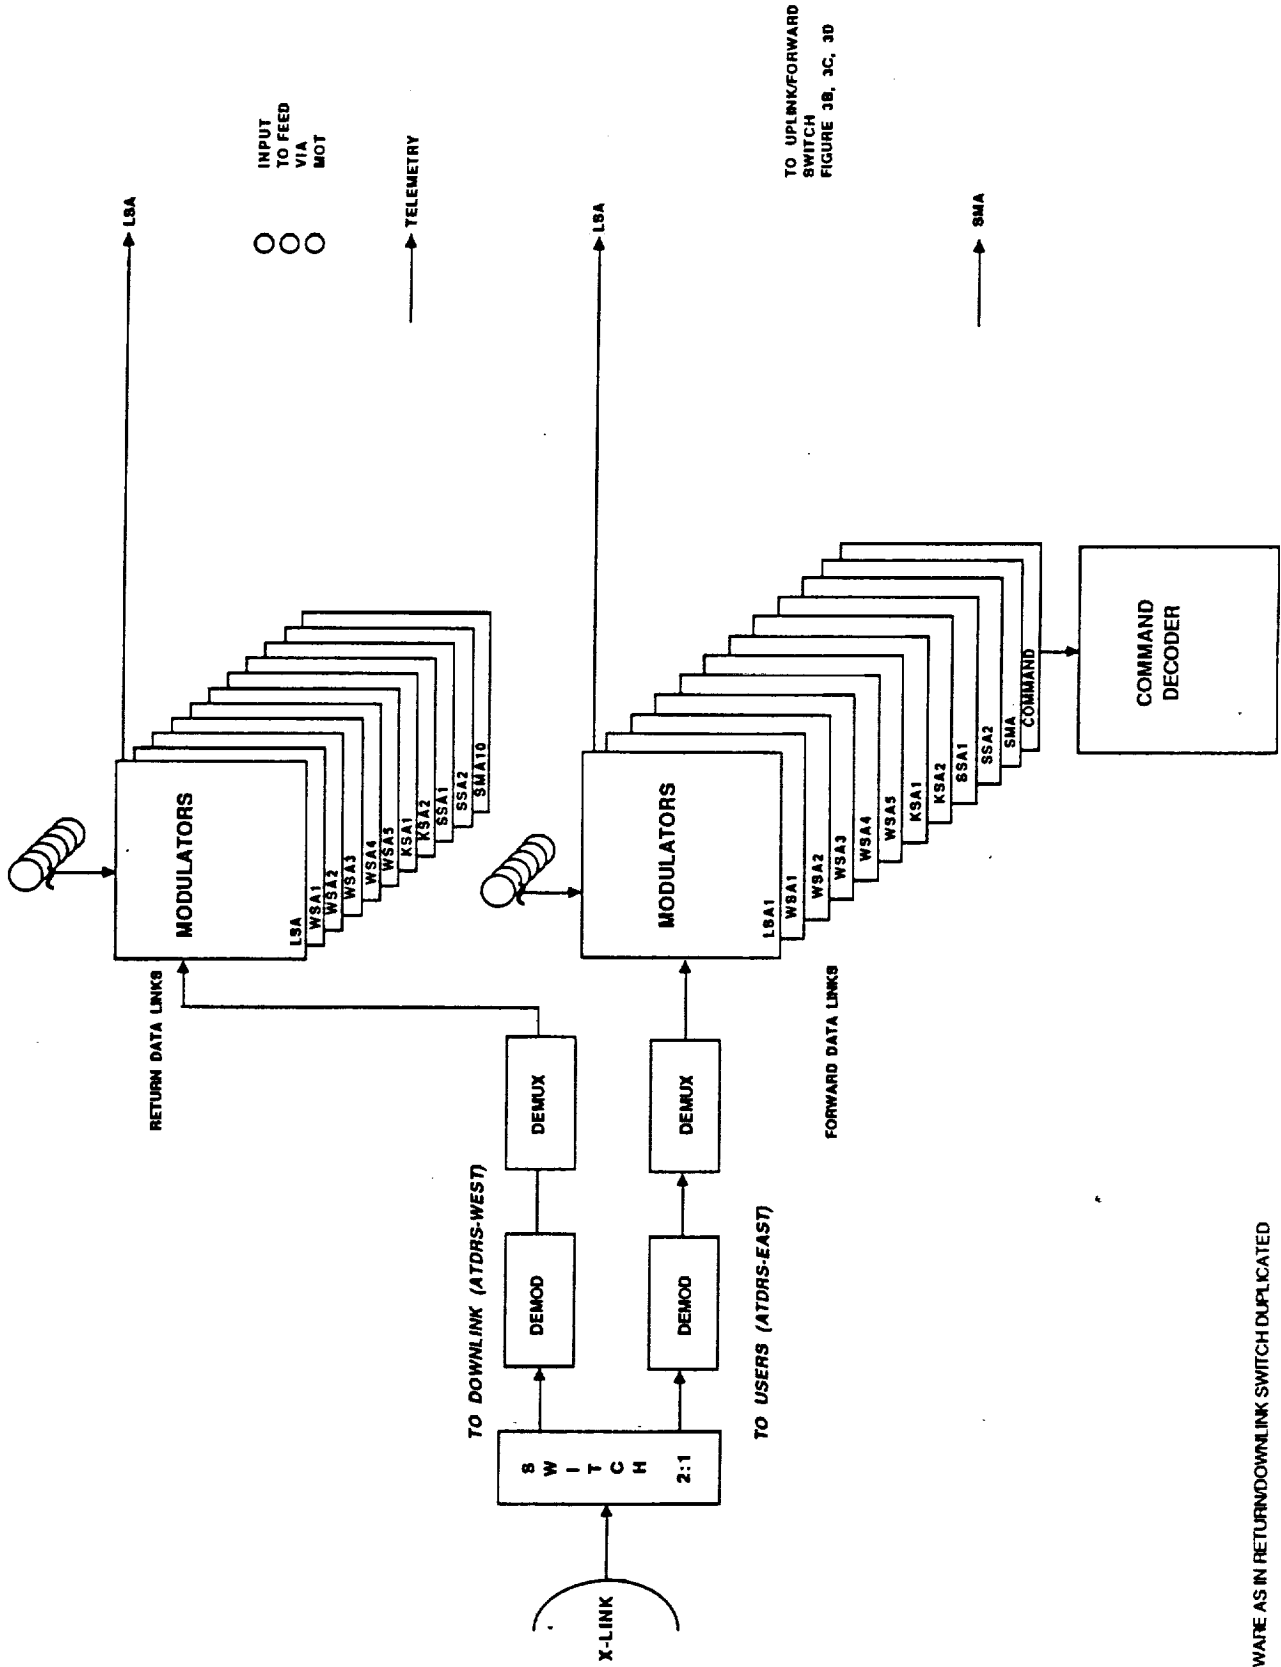 X-LINK
SWITCH
2:1
TO DOWNLINK (ATDRS-WEST)
DEMOD
DEMUX
RETURN DATA LINKS
MODULATORS
LSA
WSA1
WSA2
WSA3
WSA4
WSA5
KSA1
KSA2
SSA1
SSA2
SMA10
LSA
INPUT
TO FEED
VIA
MOT
TELEMETRY
TO USERS (ATDRS-EAST)
DEMOD
DEMUX
FORWARD DATA LINKS
MODULATORS
LSA1
WSA1
WSA2
WSA3
WSA4
WSA5
KSA1
KSA2
SSA1
SSA2
SMA
COMMAND
COMMAND
DECODER
LSA
TO UPLINK/FORWARD
SWITCH
FIGURE 3B, 3C, 3D
SMA
WARE AS IN RETURN/DOWNLINK SWITCH DUPLICATED